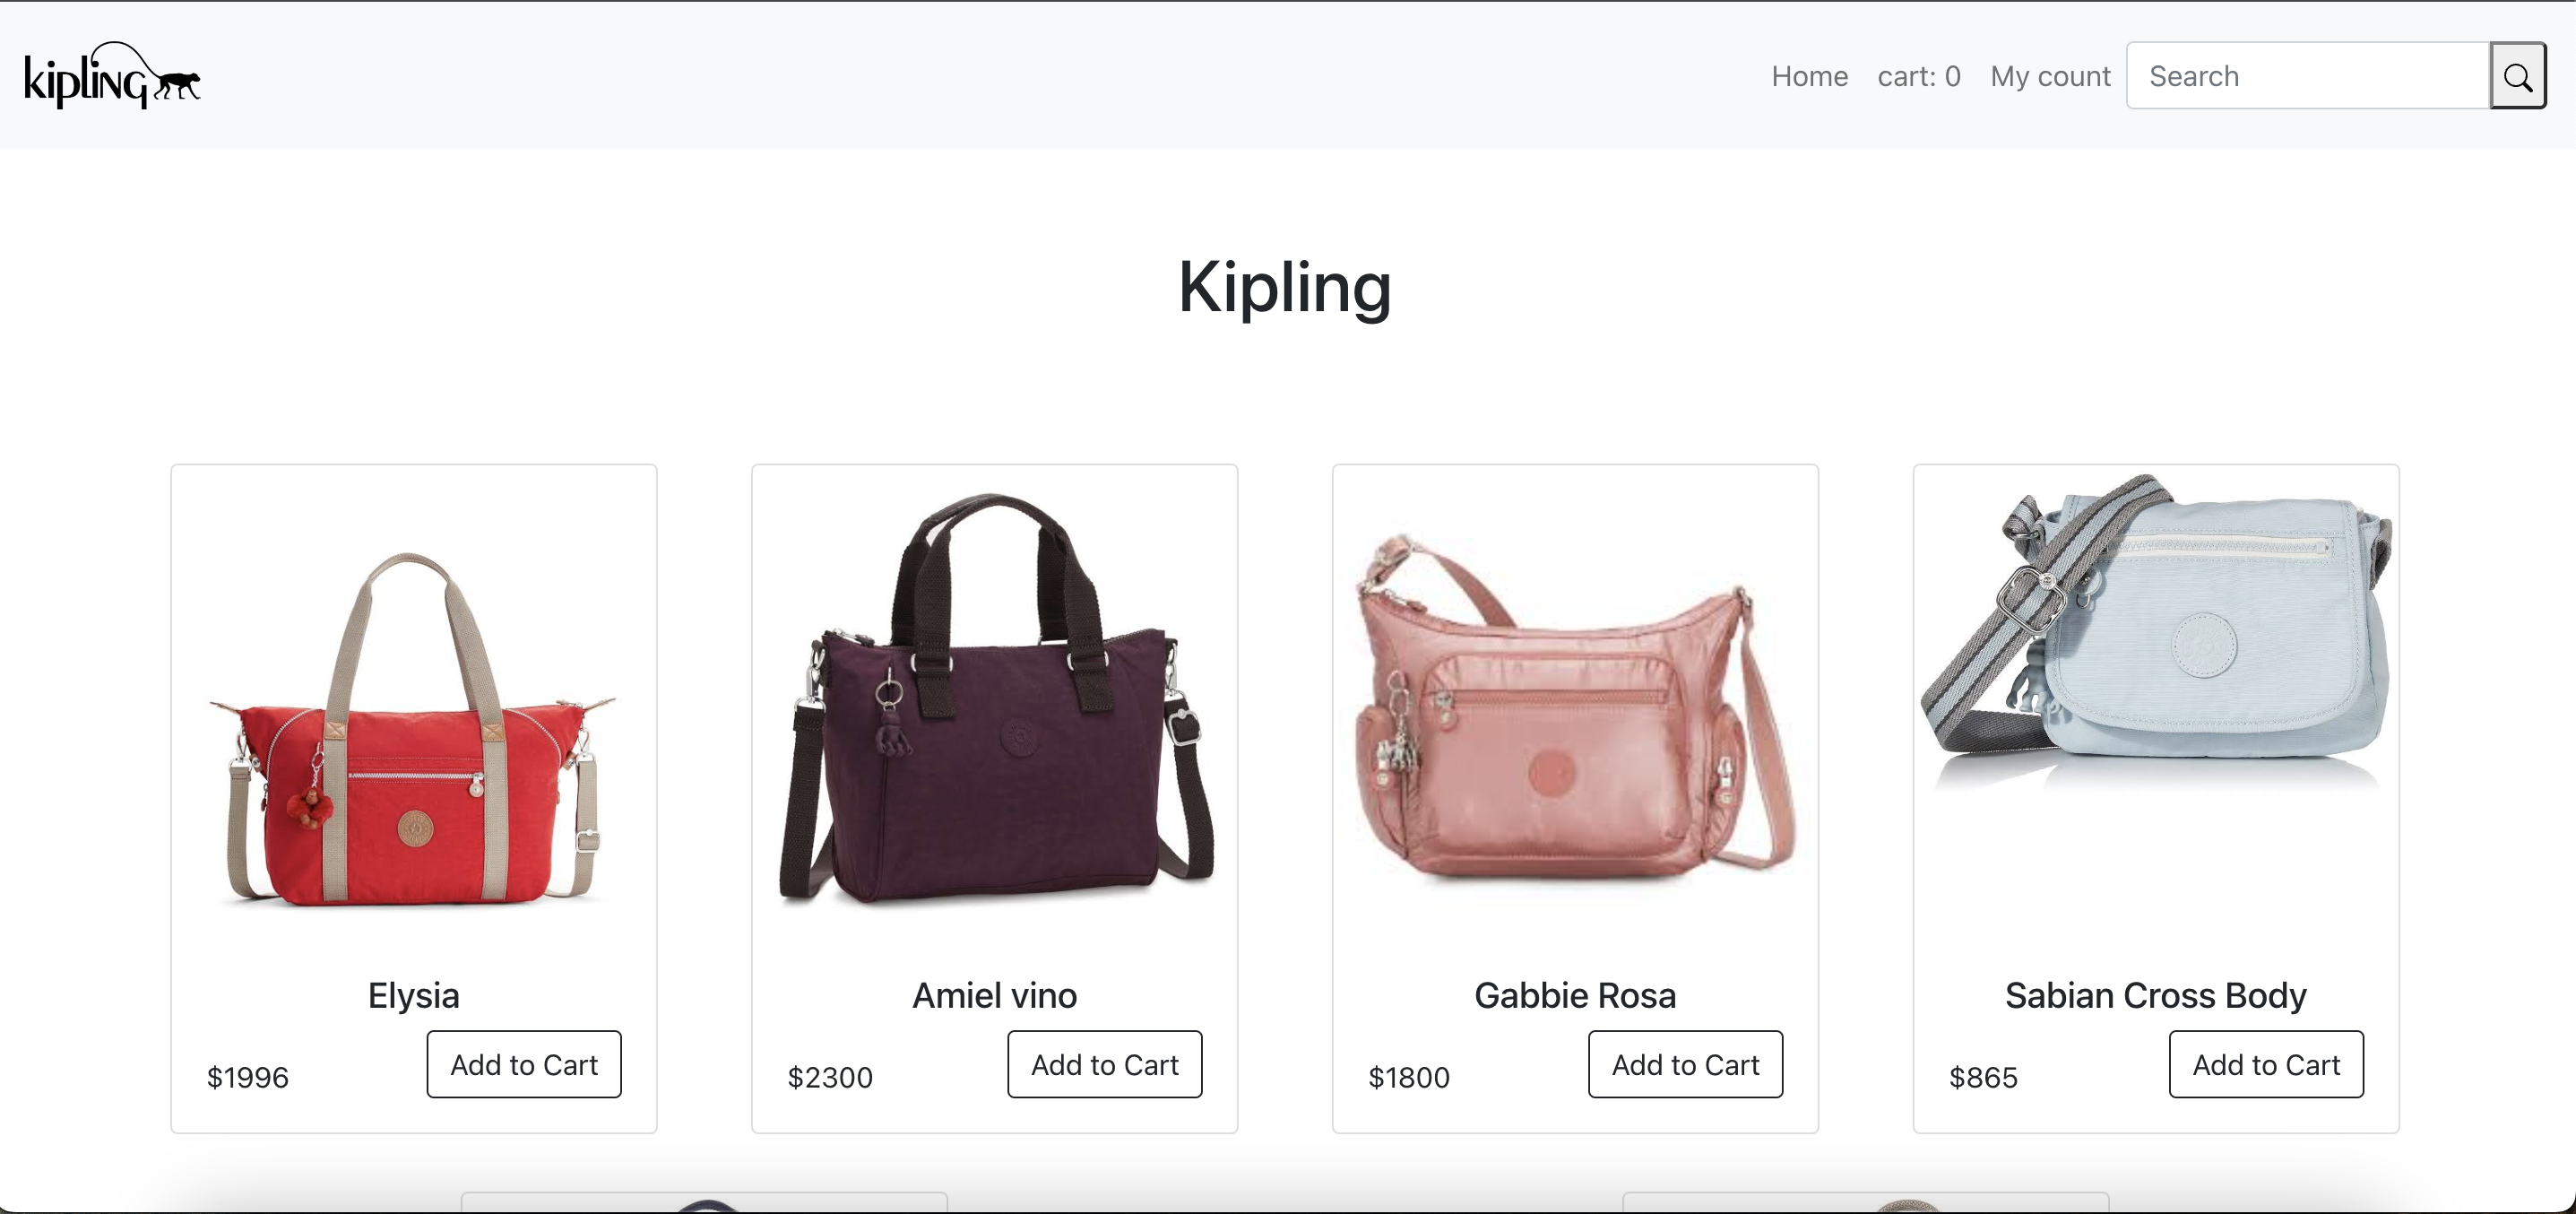 kipling
Home cart: 0 My count Search
Kipling
Elysia
$1996 Add to Cart
Amiel vino
$2300 Add to Cart
Gabbie Rosa
$1800 Add to Cart
Sabian Cross Body
$865 Add to Cart